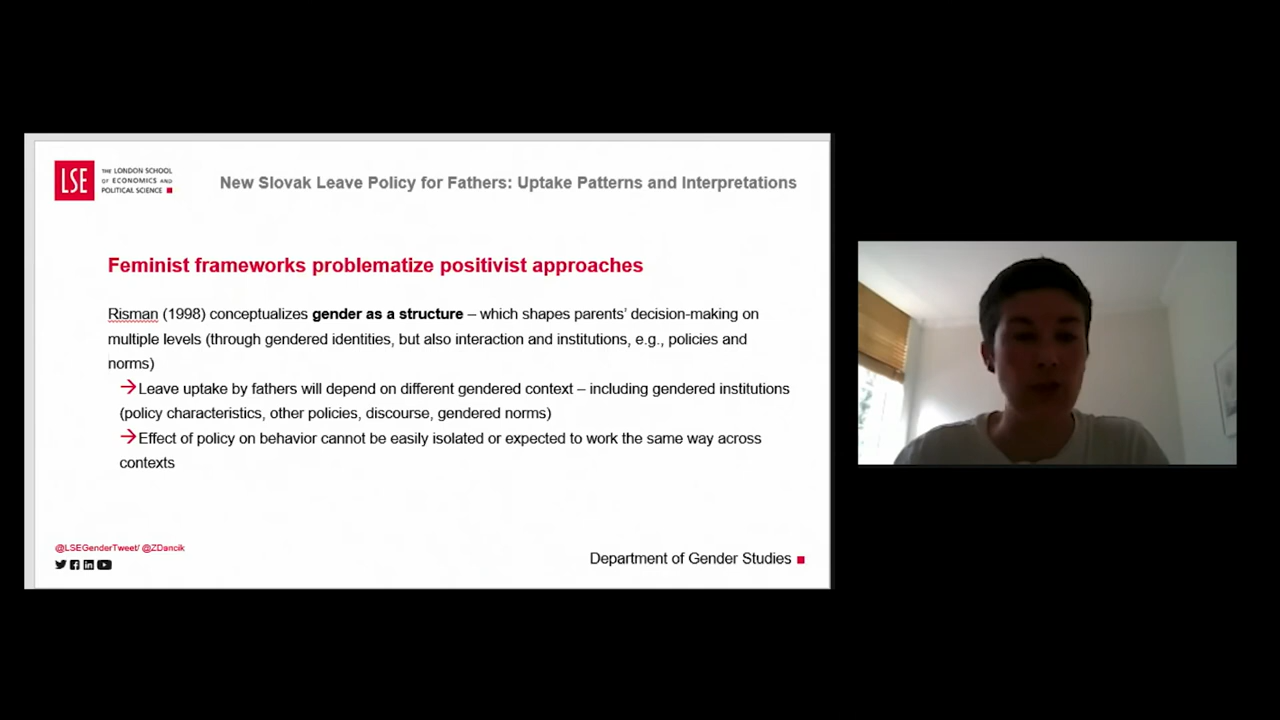 LSE
THE LONDON SCHOOL
OF ECONOMICS AND
POLITICAL SCIENCE
New Slovak Leave Policy for Fathers: Uptake Patterns and Interpretations
Feminist frameworks problematize positivist approaches
Risman (1998) conceptualizes gender as a structure – which shapes parents’ decision-making on
multiple levels (through gendered identities, but also interaction and institutions, e.g., policies and
norms)
→Leave uptake by fathers will depend on different gendered context – including gendered institutions
(policy characteristics, other policies, discourse, gendered norms)
→Effect of policy on behavior cannot be easily isolated or expected to work the same way across
contexts
@LSEGenderTweet/ @ZDancik
Department of Gender Studies